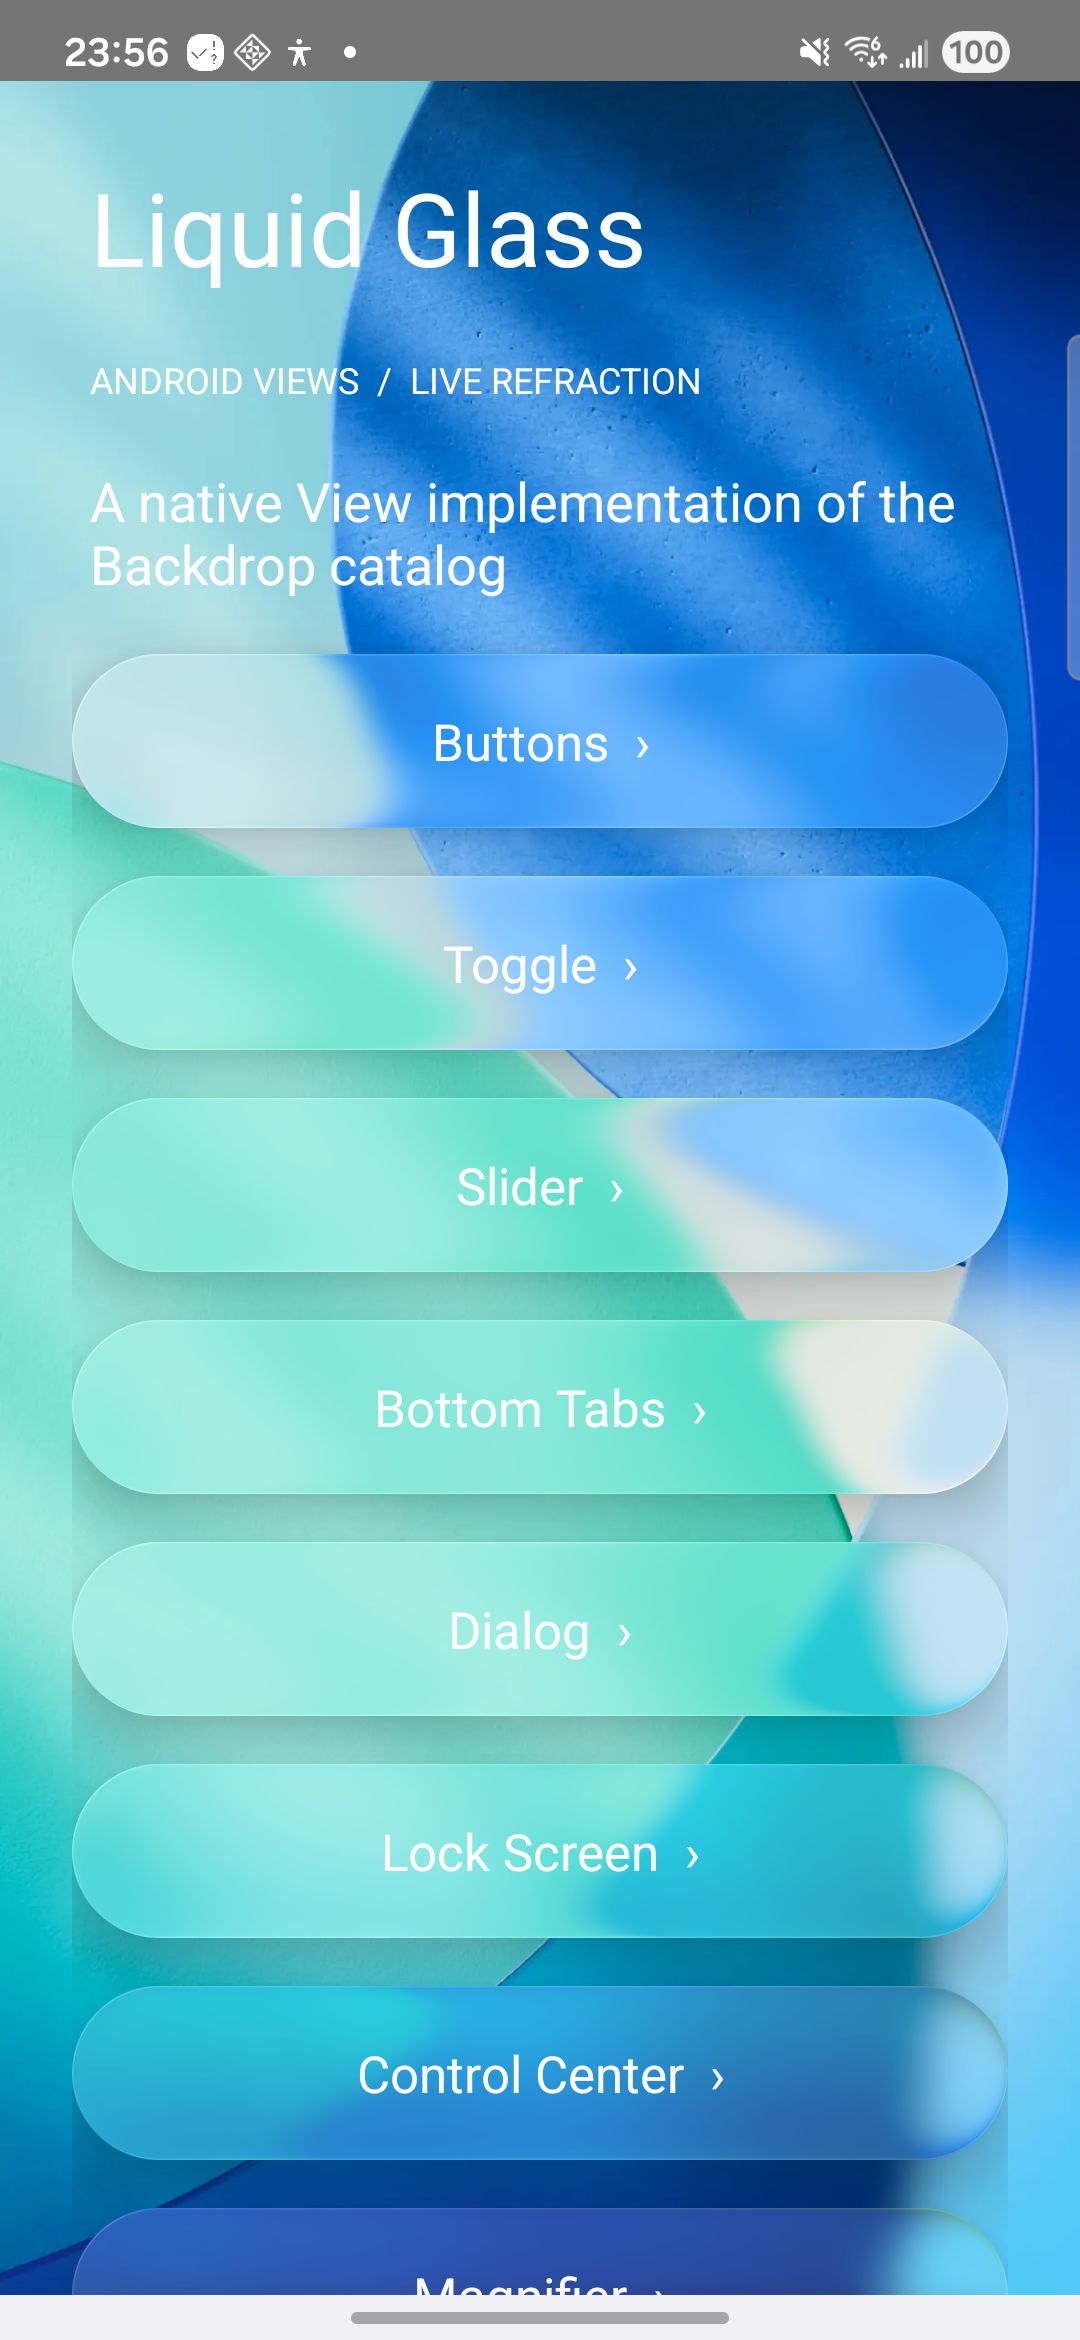 23:56
100
Liquid Glass
ANDROID VIEWS / LIVE REFRACTION
A native View implementation of the
Backdrop catalog
Buttons ›
Toggle ›
Slider ›
Bottom Tabs ›
Dialog ›
Lock Screen ›
Control Center ›
Magnifier ›